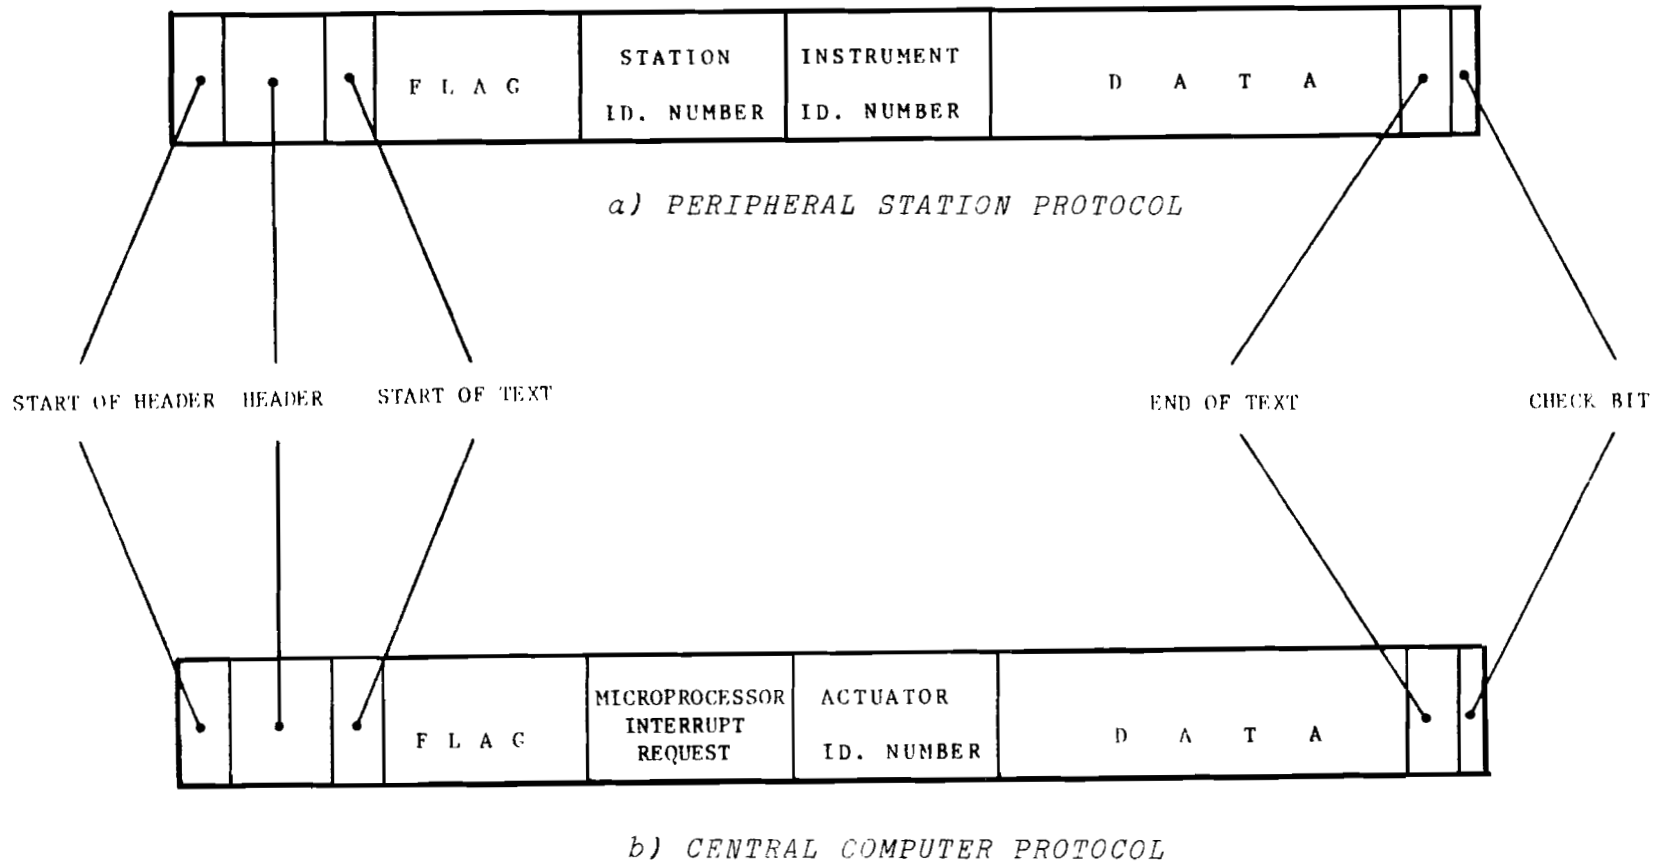 F L A G
STATION
ID. NUMBER
INSTRUMENT
ID. NUMBER
D A T A
a) PERIPHERAL STATION PROTOCOL
START OF HEADER HEADER START OF TEXT END OF TEXT CHECK BIT
F L A G
MICROPROCESSOR
INTERRUPT
REQUEST
ACTUATOR
ID. NUMBER
D A T A
b) CENTRAL COMPUTER PROTOCOL